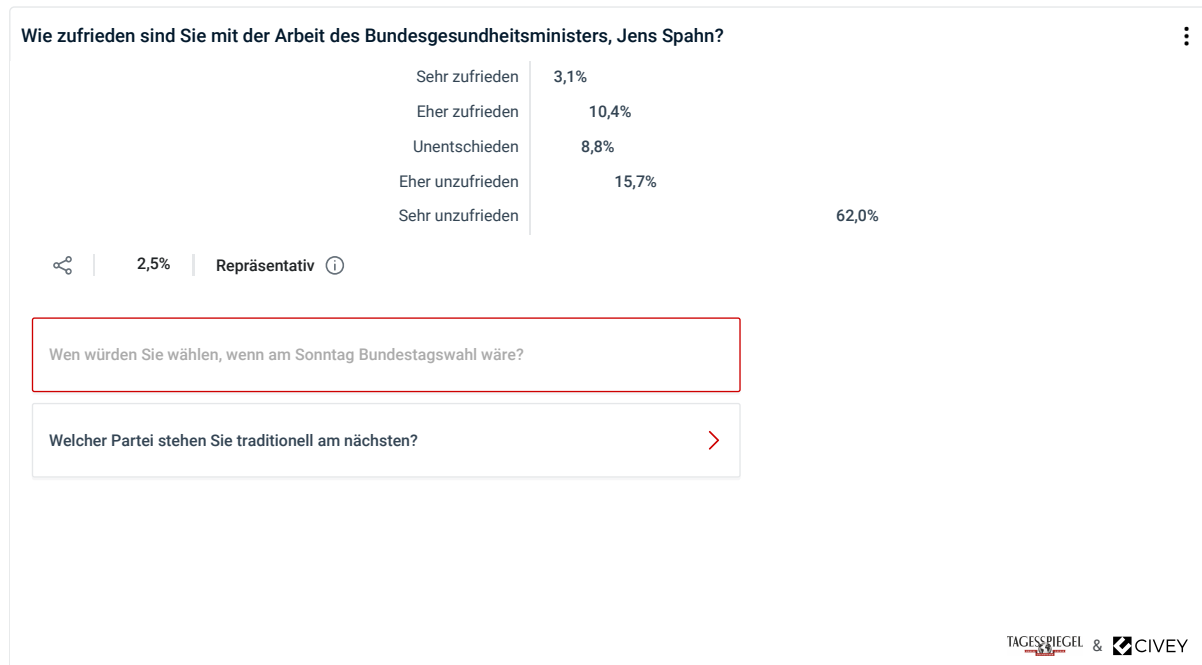 Wie zufrieden sind Sie mit der Arbeit des Bundesgesundheitsministers, Jens Spahn?
Sehr zufrieden 3,1%
Eher zufrieden 10,4%
Unentschieden 8,8%
Eher unzufrieden 15,7%
Sehr unzufrieden 62,0%
2,5% Repräsentativ
Wen würden Sie wählen, wenn am Sonntag Bundestagswahl wäre?
Welcher Partei stehen Sie traditionell am nächsten?
TAGESSPIEGEL & CIVEY